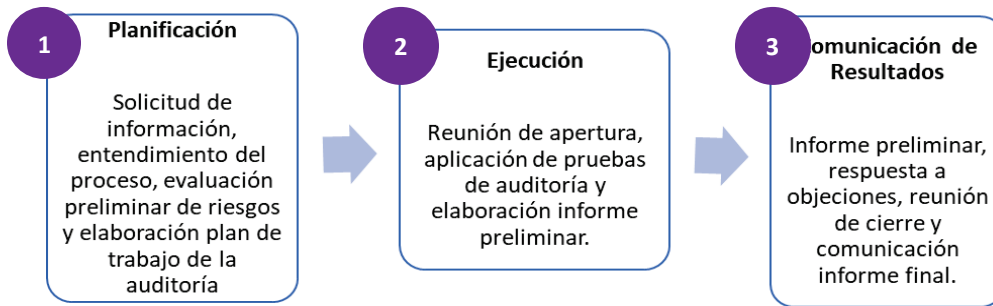 1
Planificación
Solicitud de
información,
entendimiento del
proceso, evaluación
preliminar de riesgos
y elaboración plan de
trabajo de la
auditoría
2
Ejecución
Reunión de apertura,
aplicación de pruebas
de auditoría y
elaboración informe
preliminar.
3
omunicación de
Resultados
Informe preliminar,
respuesta a
objeciones, reunión
de cierre y
comunicación
informe final.